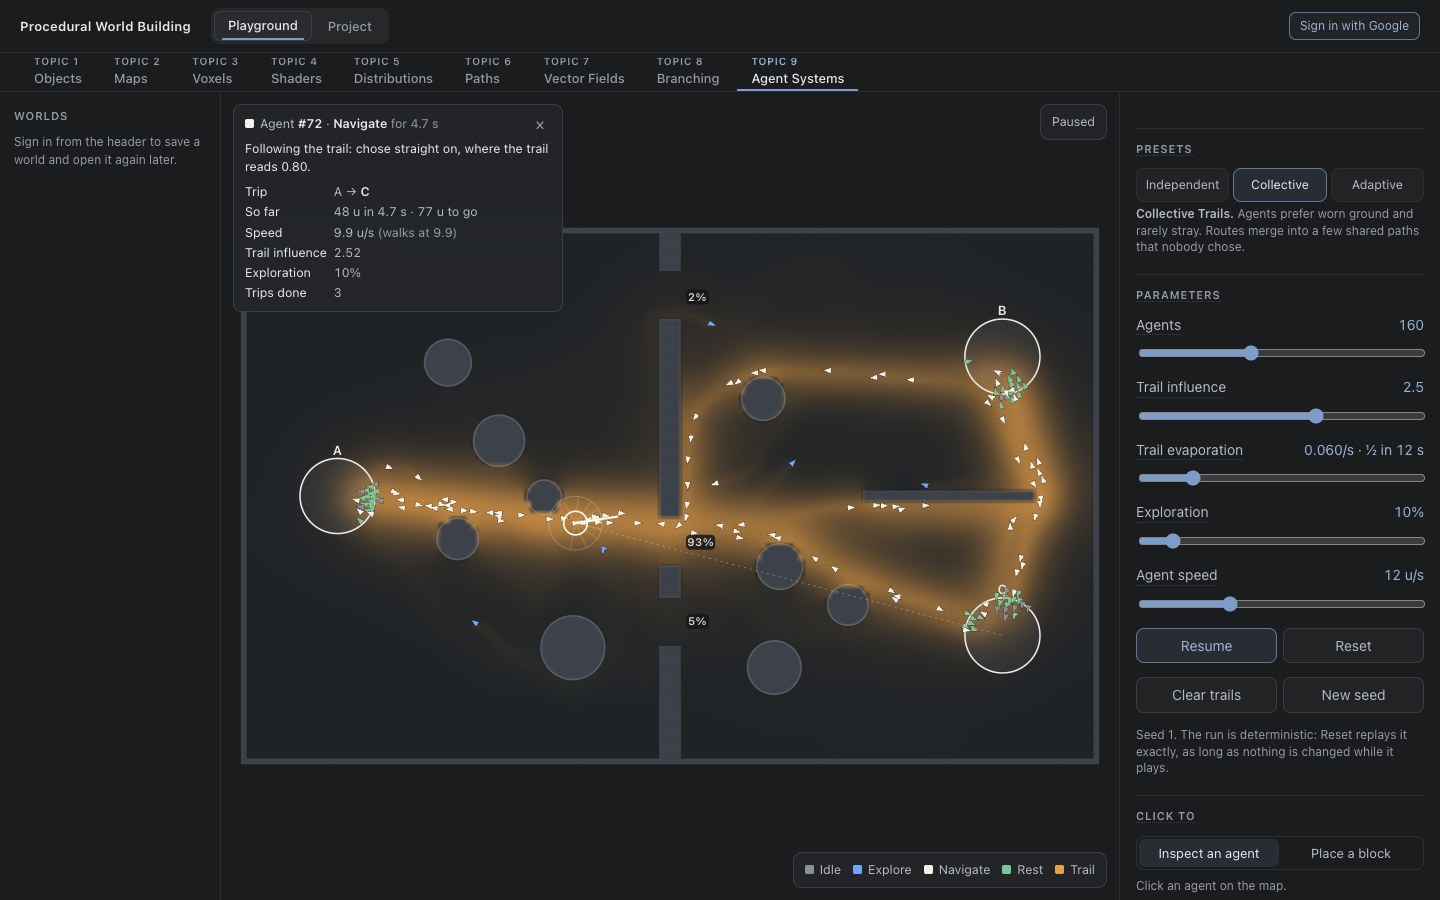 Procedural World Building
Playground
Project
Sign in with Google
TOPIC 1
Objects
TOPIC 2
Maps
TOPIC 3
Voxels
TOPIC 4
Shaders
TOPIC 5
Distributions
TOPIC 6
Paths
TOPIC 7
Vector Fields
TOPIC 8
Branching
TOPIC 9
Agent Systems
WORLDS
Sign in from the header to save a
world and open it again later.
Agent #72 · Navigate for 4.7 s
×
Following the trail: chose straight on, where the trail
reads 0.80.
Trip A → C
So far 48 u in 4.7 s · 77 u to go
Speed 9.9 u/s (walks at 9.9)
Trail influence 2.52
Exploration 10%
Trips done 3
Paused
2%
B
A
93%
C
5%
Idle
Explore
Navigate
Rest
Trail
PRESETS
Independent
Collective
Adaptive
Collective Trails. Agents prefer worn ground and
rarely stray. Routes merge into a few shared paths
that nobody chose.
PARAMETERS
Agents 160
Trail influence 2.5
Trail evaporation 0.060/s · ½ in 12 s
Exploration 10%
Agent speed 12 u/s
Resume
Reset
Clear trails
New seed
Seed 1. The run is deterministic: Reset replays it
exactly, as long as nothing is changed while it
plays.
CLICK TO
Inspect an agent
Place a block
Click an agent on the map.